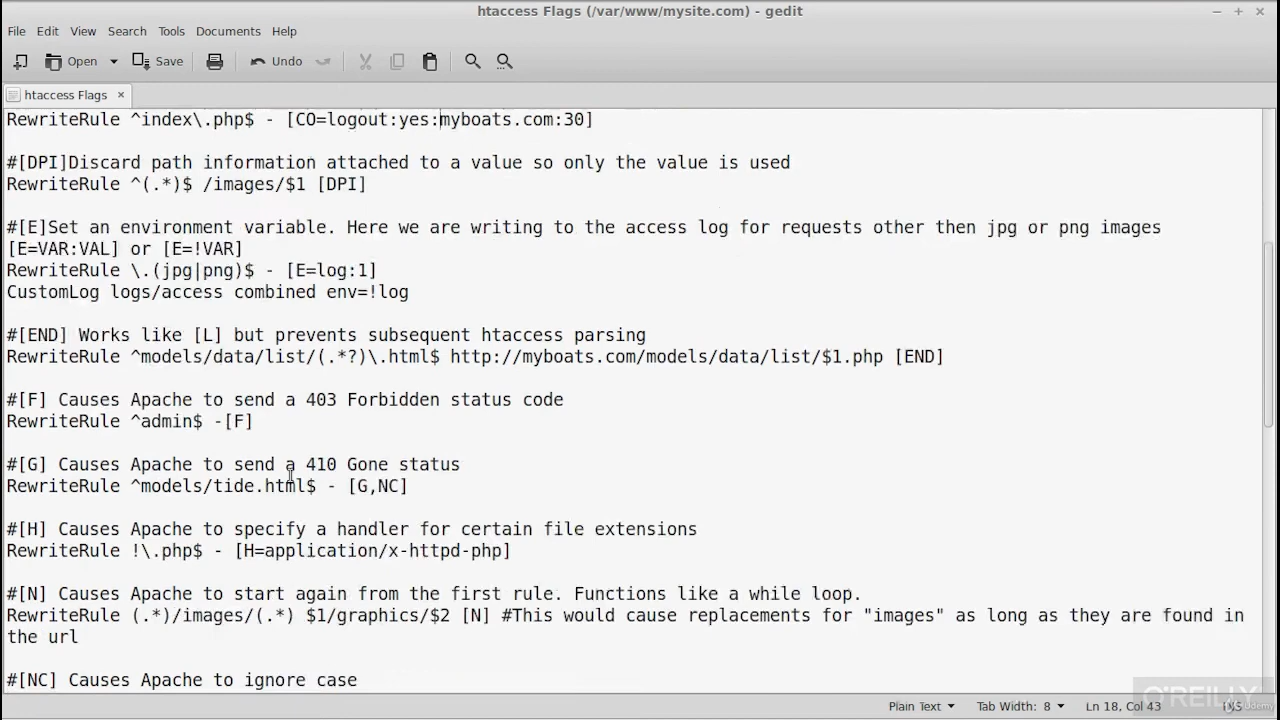 htaccess Flags (/var/www/mysite.com) - gedit
File Edit View Search Tools Documents Help
Open Save Undo
htaccess Flags
RewriteRule ^index\.php$ - [CO=logout:yes:myboats.com:30]
#[DPI]Discard path information attached to a value so only the value is used
RewriteRule ^(.*)$ /images/$1 [DPI]
#[E]Set an environment variable. Here we are writing to the access log for requests other then jpg or png images
[E=VAR:VAL] or [E=!VAR]
RewriteRule \.(jpg|png)$ - [E=log:1]
CustomLog logs/access combined env=!log
#[END] Works like [L] but prevents subsequent htaccess parsing
RewriteRule ^models/data/list/(.*?)\.html$ http://myboats.com/models/data/list/$1.php [END]
#[F] Causes Apache to send a 403 Forbidden status code
RewriteRule ^admin$ -[F]
#[G] Causes Apache to send a 410 Gone status
RewriteRule ^models/tide.html$ - [G,NC]
#[H] Causes Apache to specify a handler for certain file extensions
RewriteRule !\.php$ - [H=application/x-httpd-php]
#[N] Causes Apache to start again from the first rule. Functions like a while loop.
RewriteRule (.*)/images/(.*) $1/graphics/$2 [N] #This would cause replacements for "images" as long as they are found in
the url
#[NC] Causes Apache to ignore case
O'REILLY
Plain Text Tab Width: 8 Ln 18, Col 43 Udemy